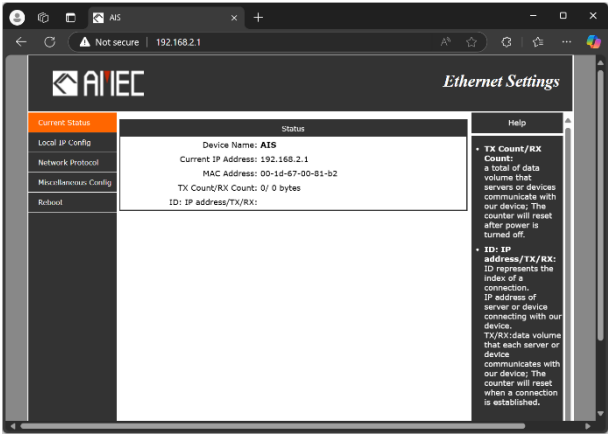 AIS
Not secure
192.168.2.1
AMEC
Ethernet Settings
Current Status
Local IP Config
Network Protocol
Miscellaneous Config
Reboot
Status
Device Name: AIS
Current IP Address: 192.168.2.1
MAC Address: 00-1d-67-00-81-b2
TX Count/RX Count: 0/ 0 bytes
ID: IP address/TX/RX:
Help
• TX Count/RX
Count:
a total of data
volume that
servers or devices
communicate with
our device; The
counter will reset
after power is
turned off.
• ID: IP
address/TX/RX:
ID represents the
index of a
connection.
IP address of
server or device
connecting with our
device.
TX/RX:data volume
that each server or
device
communicates with
our device; The
counter will reset
when a connection
is established.